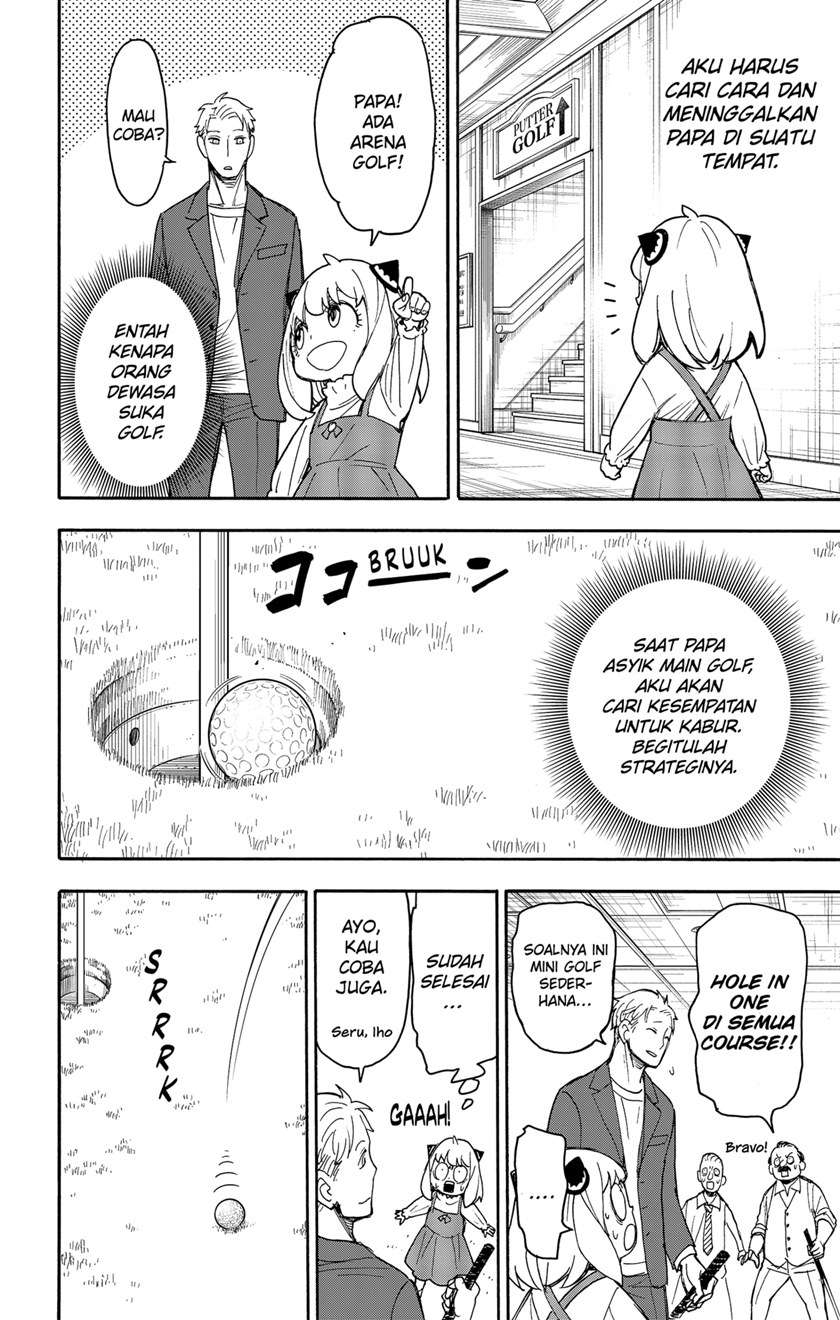 AKU HARUS
CARI CARA DAN
MENINGGALKAN
PAPA DI SUATU
TEMPAT.
PUTTER
GOLF
PAPA!
ADA
ARENA
GOLF!
MAU
COBA?
ENTAH
KENAPA
ORANG
DEWASA
SUKA
GOLF.
SAAT PAPA
ASYIK MAIN GOLF,
AKU AKAN
CARI KESEMPATAN
UNTUK KABUR.
BEGITULAH
STRATEGINYA.
ココン
BRUUK
HOLE IN
ONE
DI SEMUA
COURSE!!
Bravo!
SOALNYA INI
MINI GOLF
SEDER-
HANA...
.....
SUDAH
SELESAI
...
AYO,
KAU
COBA
JUGA.
Seru, lho
GAAAH!
SRRRK